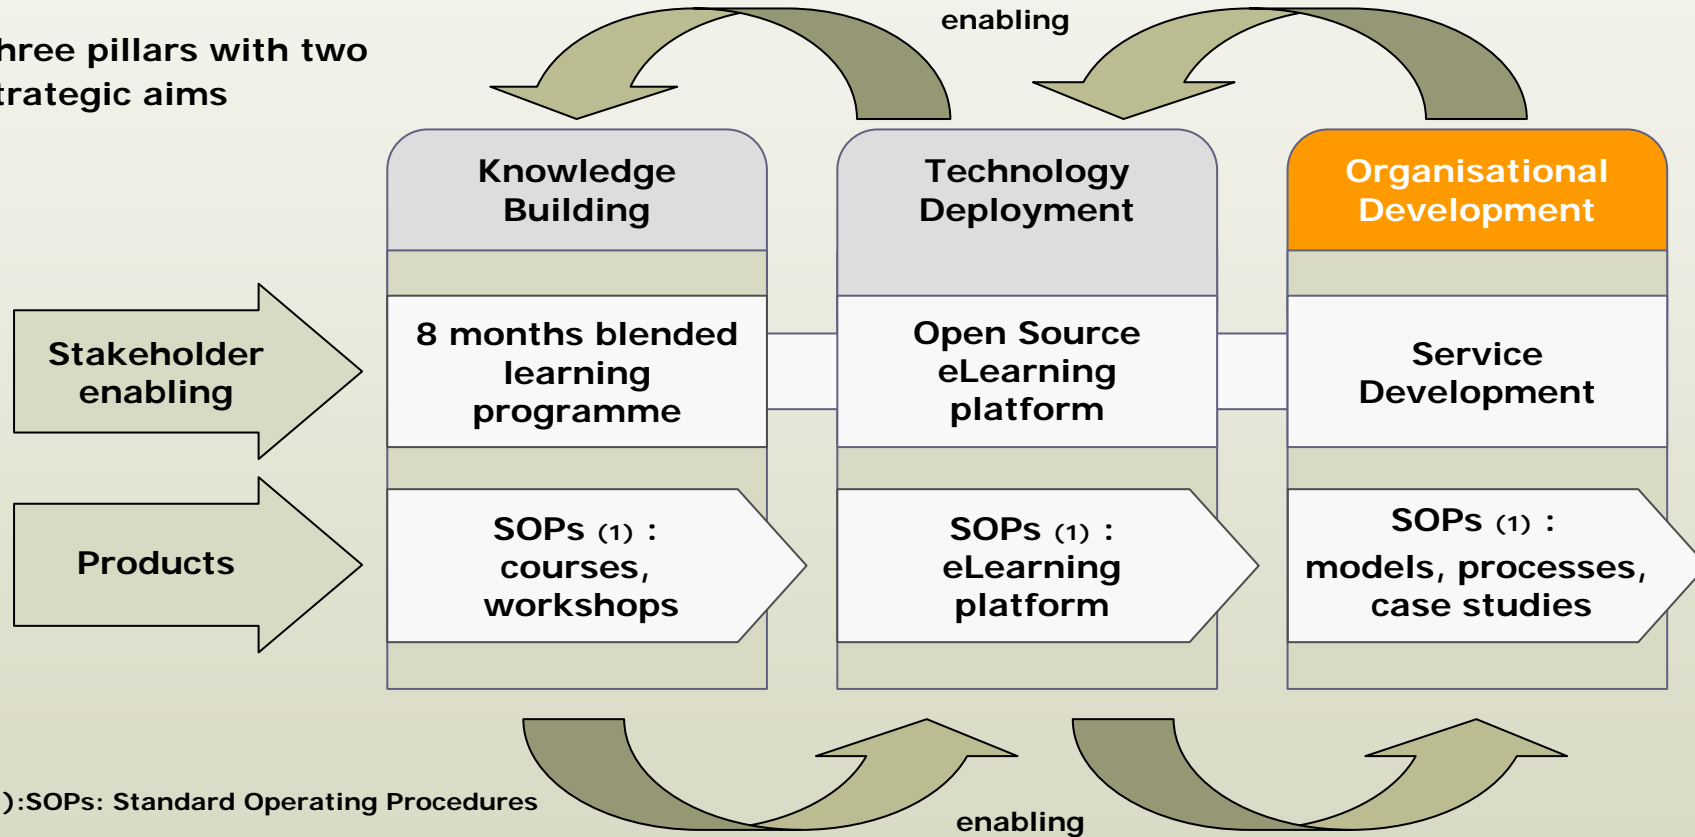 enabling
hree pillars with two
trategic aims
Knowledge
Building
Technology
Deployment
Organisational
Development
Stakeholder
enabling
8 months blended
learning
programme
Open Source
eLearning
platform
Service
Development
Products
SOPs (1) :
courses,
workshops
SOPs (1) :
eLearning
platform
SOPs (1) :
models, processes,
case studies
):SOPs: Standard Operating Procedures
enabling